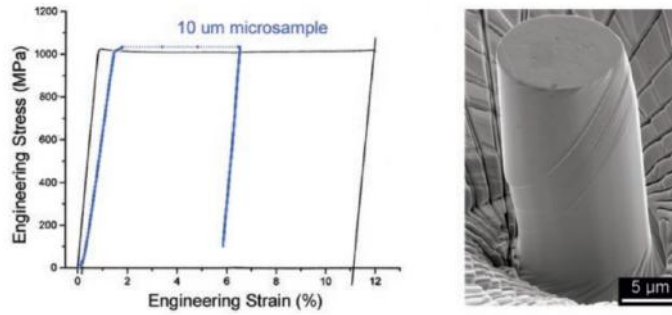 1200
1000
800
600
400
200
0
Engineering Stress (MPa)
10 um microsample
0 2 4 6 8 10 12
Engineering Strain (%)
5 µm